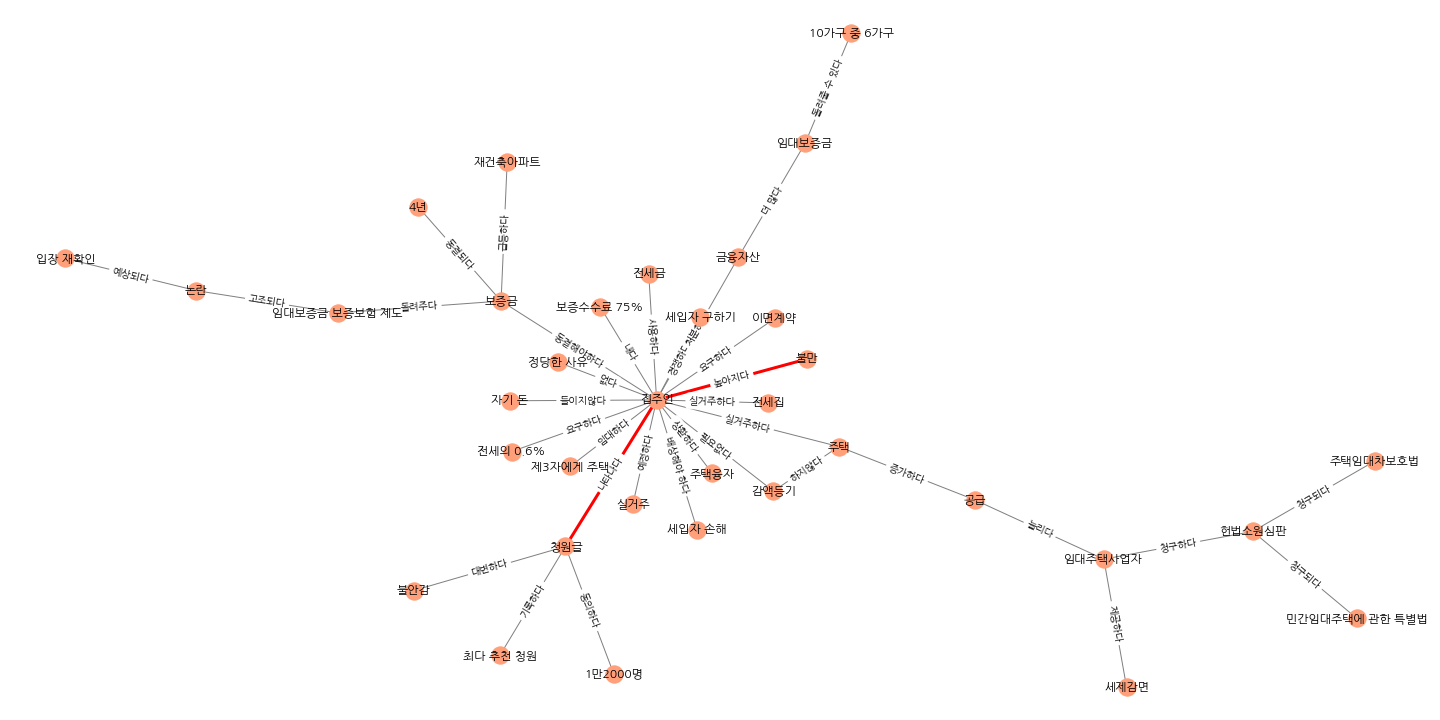 10가구 중 6가구
돌려줄 수 있다
임대보증금
재건축아파트
더 많다
4년
급등하다
동결되다
금융자산
입장 재확인
예상되다
전세금
논란
고조되다
보증금
돌려주다
임대보증금 보증보험 제도
보증수수료 75%
세입자 구하기
이면계약
사용하다
내다
동결해야하다
경쟁하다
요구하다
불만
정당한 사유
없다
높아지다
자기 돈
들이지않다
집주인
실거주하다
전세집
실거주하다
요구하다
임대하다
상환하다
필요없다
주택
전세의 0.6%
제3자에게 주택
나타나다
예정하다
배상해야 하다
하지않다
증가하다
주택임대차보호법
주택융자
감액등기
청구되다
실거주
공급
세입자 손해
늘리다
헌법소원심판
청구하다
청원글
임대주택사업자
대변하다
청구되다
불안감
기록하다
동의하다
제공하다
민간임대주택에 관한 특별법
최다 추천 청원
1만2000명
세제감면